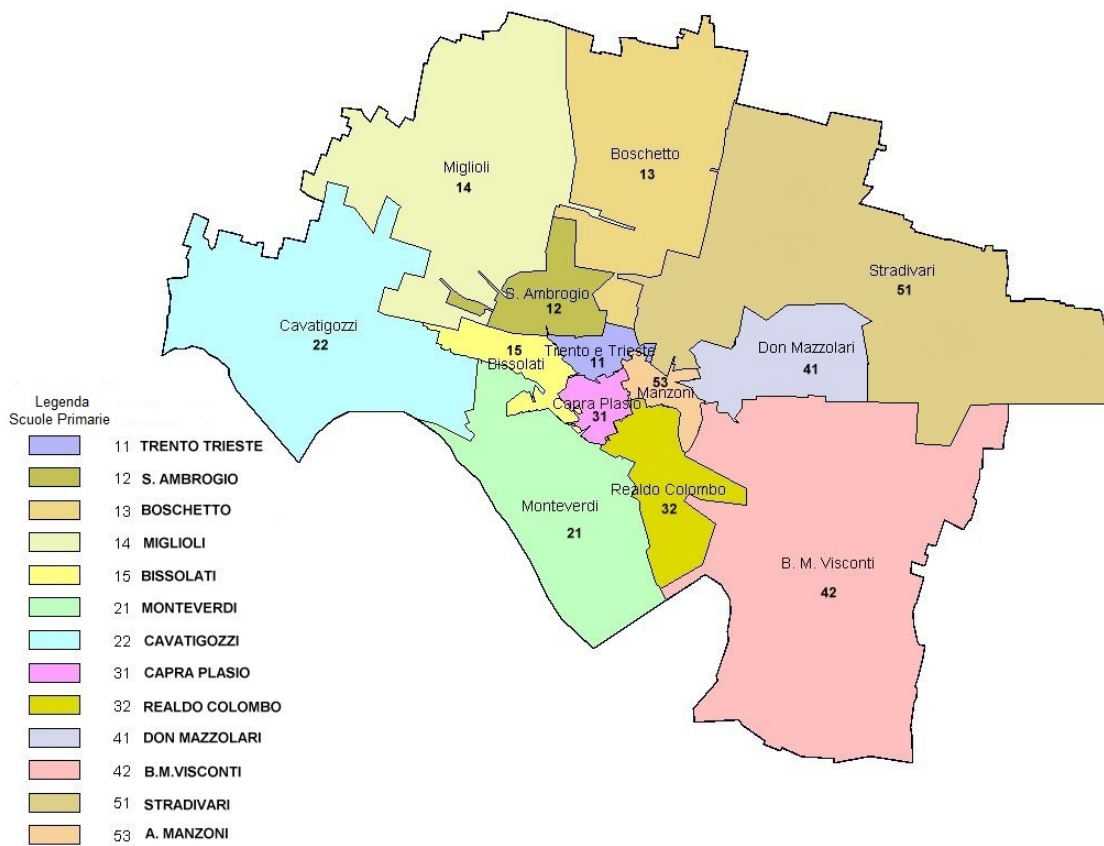 Boschetto
13
Miglioli
14
Stradivari
51
S. Ambrogio
12
Cavatigozzi
22
15
Bissolati
Trento e Trieste
11
Don Mazzolari
41
53
Manzoni
Capra Plasio
31
Realdo Colombo
32
Monteverdi
21
B. M. Visconti
42
Legenda
Scuole Primarie
11 TRENTO TRIESTE
12 S. AMBROGIO
13 BOSCHETTO
14 MIGLIOLI
15 BISSOLATI
21 MONTEVERDI
22 CAVATIGOZZI
31 CAPRA PLASIO
32 REALDO COLOMBO
41 DON MAZZOLARI
42 B.M.VISCONTI
51 STRADIVARI
53 A. MANZONI